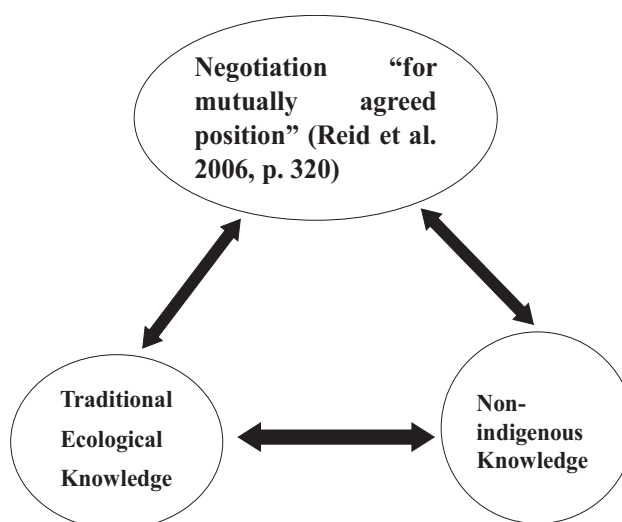 Negotiation “for
mutually agreed
position” (Reid et al.
2006, p. 320)
Traditional
Ecological
Knowledge
Non-
indigenous
Knowledge